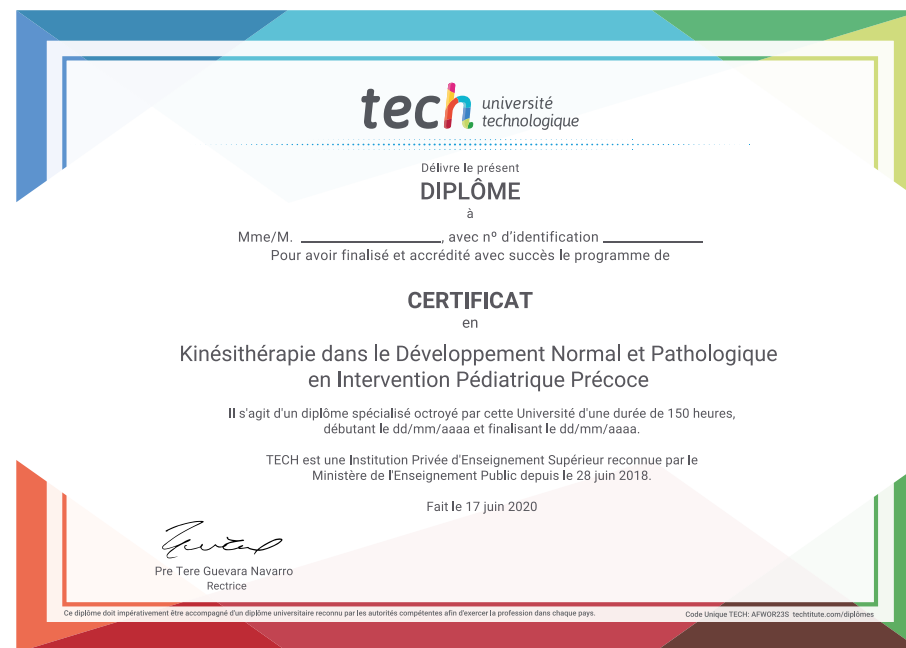 tech université
technologique
Délivre le présent
DIPLÔME
à
Mme/M. ____________________, avec nº d'identification ______________
Pour avoir finalisé et accrédité avec succès le programme de
CERTIFICAT
en
Kinésithérapie dans le Développement Normal et Pathologique
en Intervention Pédiatrique Précoce
Il s'agit d'un diplôme spécialisé octroyé par cette Université d'une durée de 150 heures,
débutant le dd/mm/aaaa et finalisant le dd/mm/aaaa.
TECH est une Institution Privée d'Enseignement Supérieur reconnue par le
Ministère de l'Enseignement Public depuis le 28 juin 2018.
Fait le 17 juin 2020
Pre Tere Guevara Navarro
Rectrice
Ce diplôme doit impérativement être accompagné d'un diplôme universitaire reconnu par les autorités compétentes afin d'exercer la profession dans chaque pays.
Code Unique TECH: AFWOR23S techtitute.com/diplômes